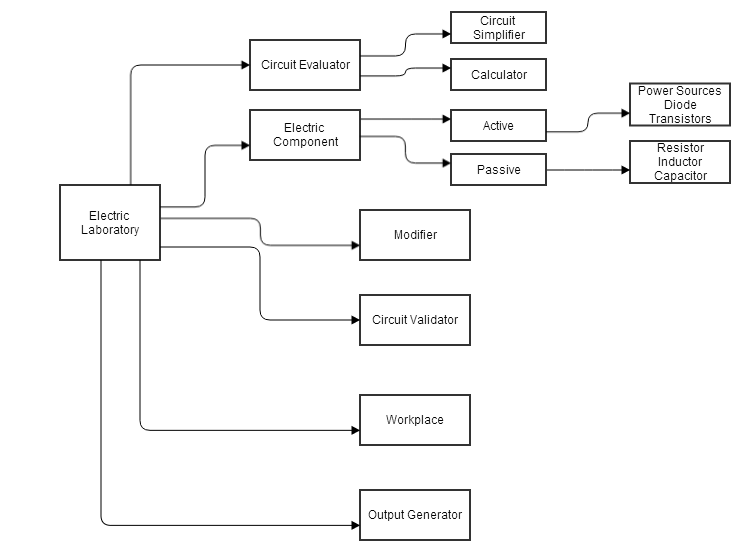 Circuit
Simplifier
Circuit Evaluator
Calculator
Power Sources
Diode
Transistors
Electric
Component
Active
Resistor
Inductor
Capacitor
Passive
Electric
Laboratory
Modifier
Circuit Validator
Workplace
Output Generator